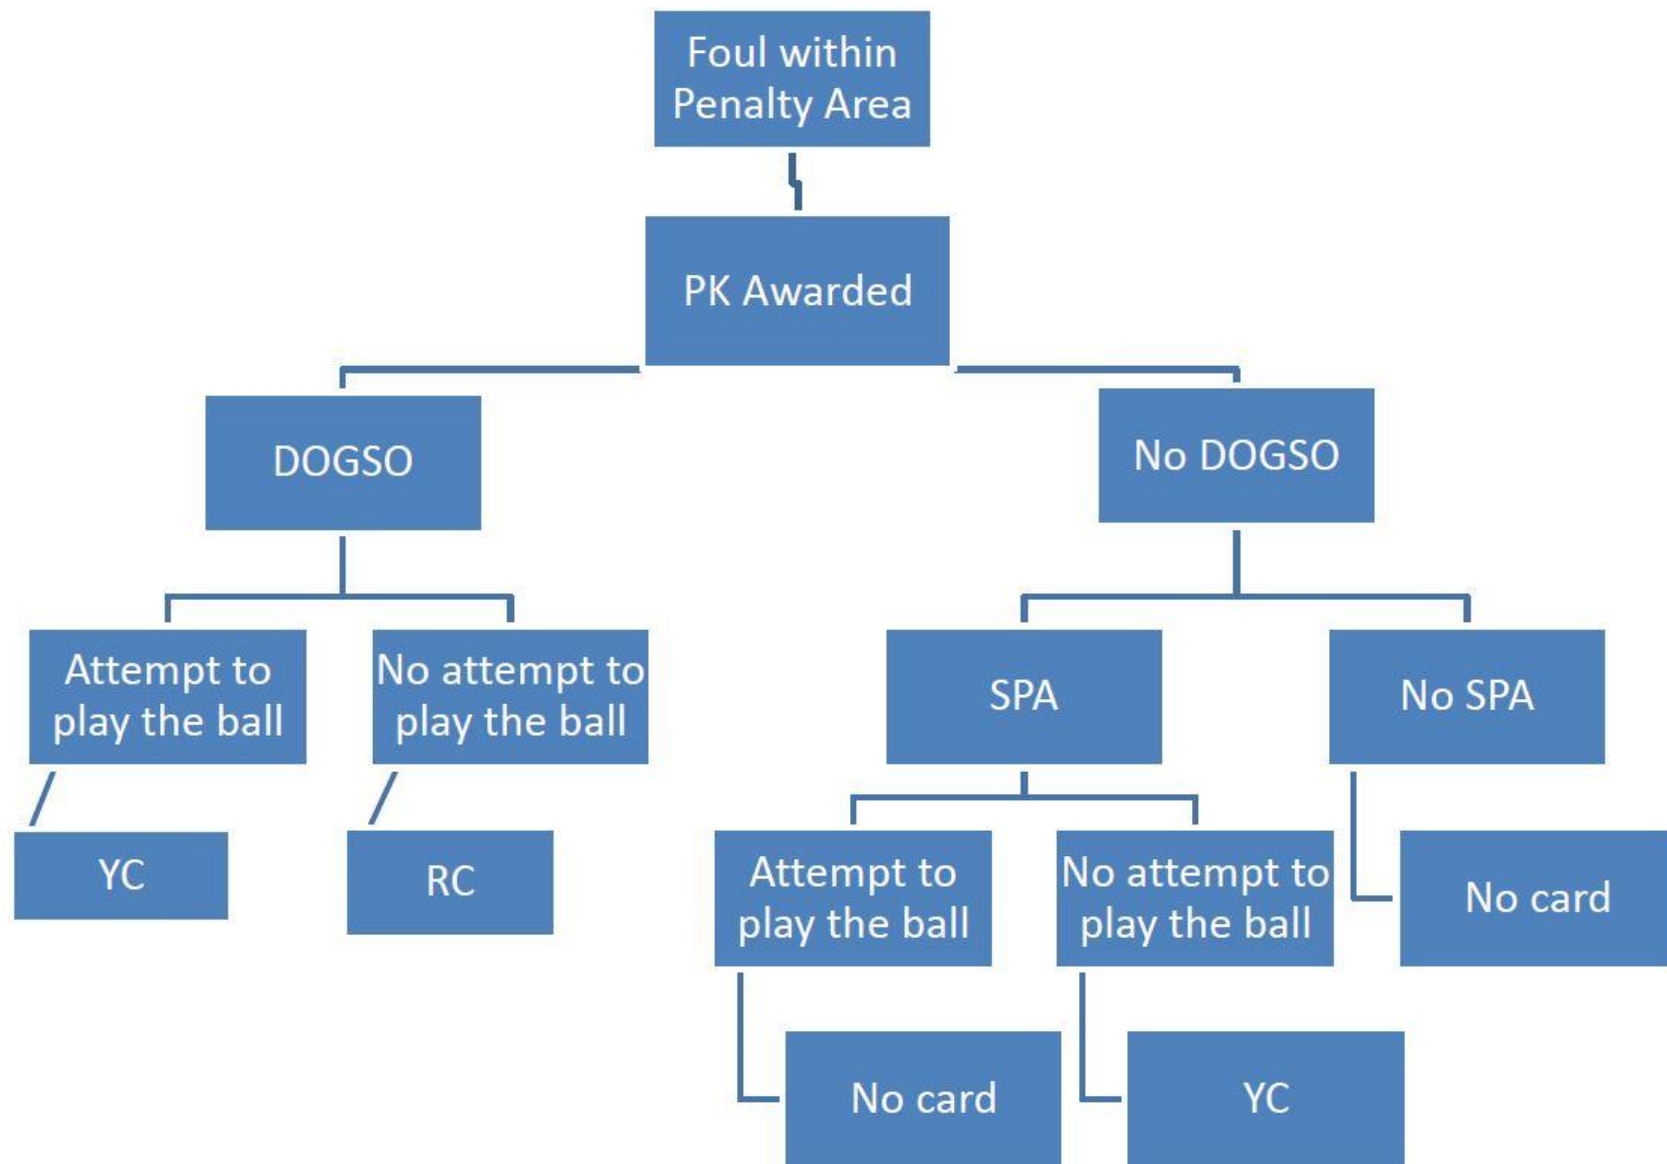 Foul within
Penalty Area
PK Awarded
DOGSO
No DOGSO
Attempt to
play the ball
No attempt to
play the ball
SPA
No SPA
YC
RC
Attempt to
play the ball
No attempt to
play the ball
No card
No card
YC